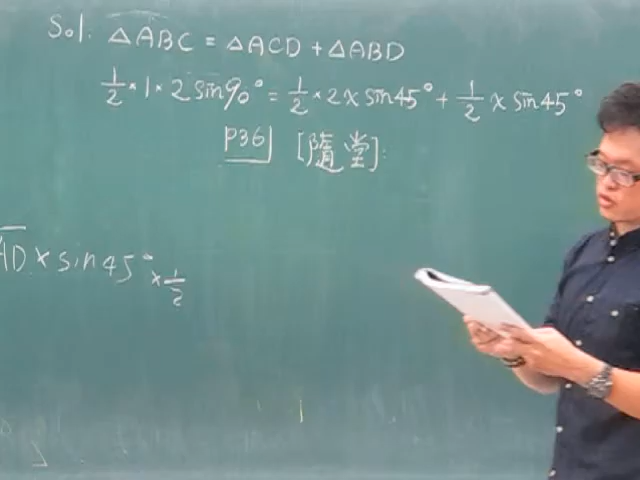 Sol. △ABC = △ACD + △ABD
1/2 × 1 × 2 sin90° = 1/2 × 2 × sin45° + 1/2 × sin45°
P36 [隨堂]:
AD × sin45° × 1/2